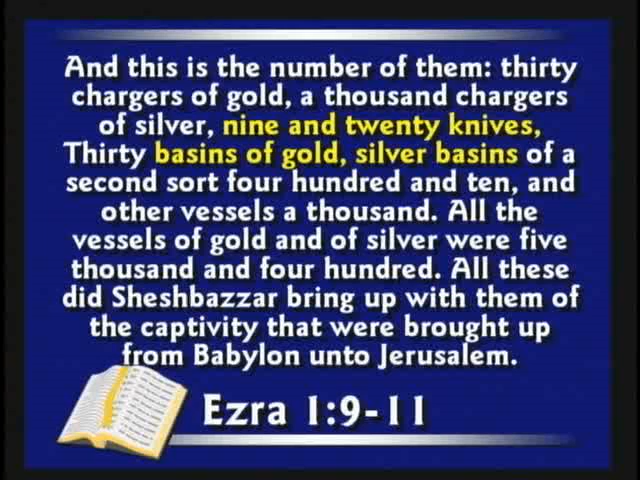 And this is the number of them: thirty
chargers of gold, a thousand chargers
of silver, nine and twenty knives,
Thirty basins of gold, silver basins of a
second sort four hundred and ten, and
other vessels a thousand. All the
vessels of gold and of silver were five
thousand and four hundred. All these
did Sheshbazzar bring up with them of
the captivity that were brought up
from Babylon unto Jerusalem.
Ezra 1:9-11